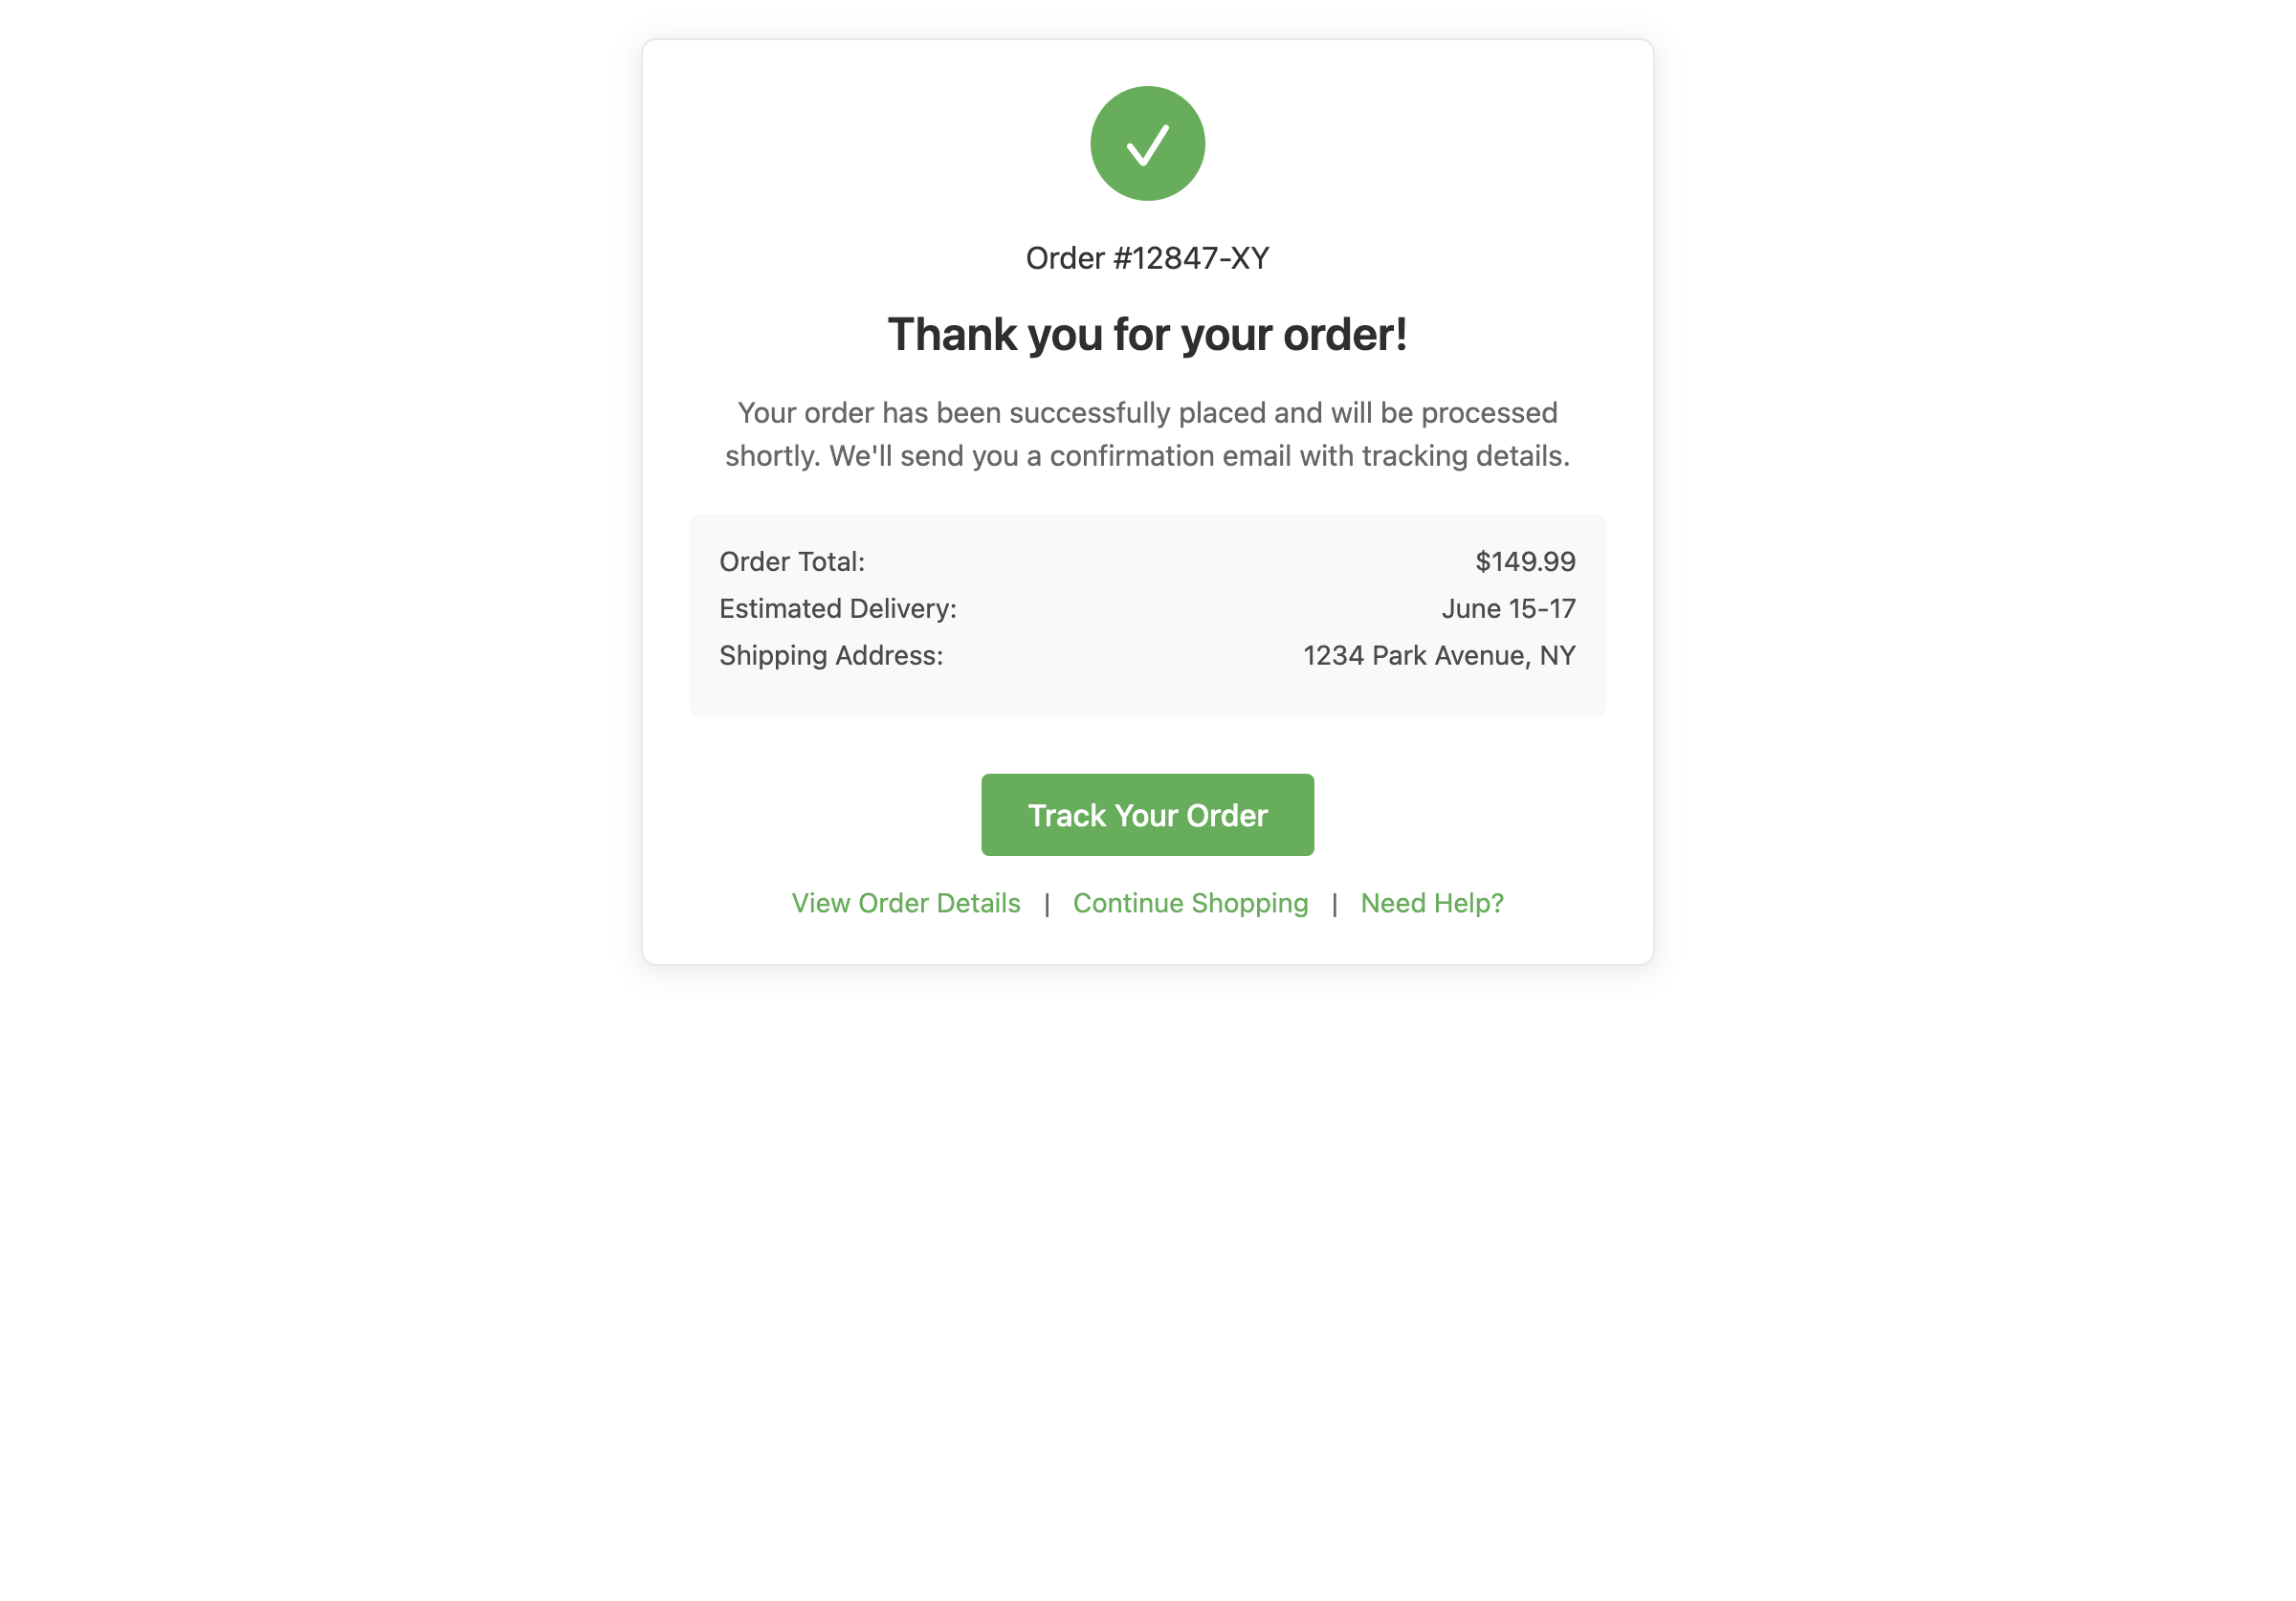 Order #12847-XY
Thank you for your order!
Your order has been successfully placed and will be processed
shortly. We'll send you a confirmation email with tracking details.
Order Total: $149.99
Estimated Delivery: June 15-17
Shipping Address: 1234 Park Avenue, NY
Track Your Order
View Order Details | Continue Shopping | Need Help?